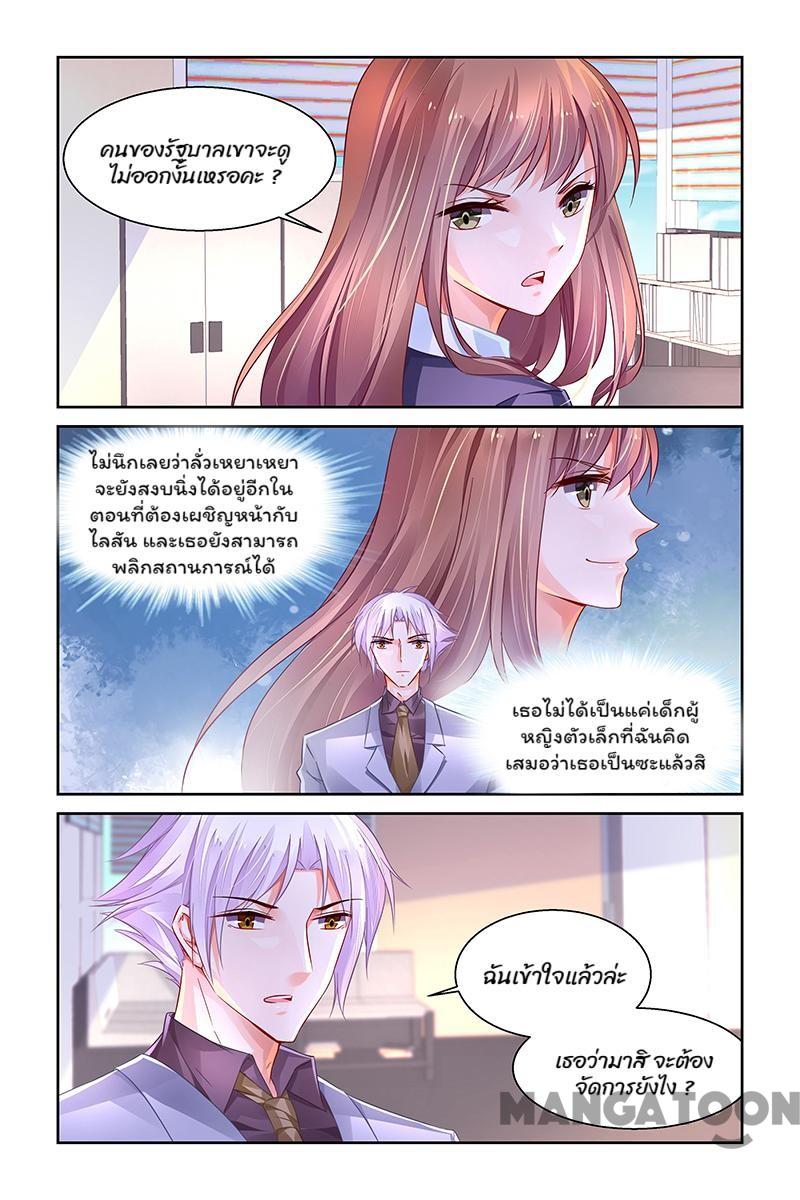 คนของรัฐบาลเขาจะดู
ไม่ออกงั้นเหรอคะ ?
ไม่นึกเลยว่าลั่วเหยาเหยา
จะยังสงบนิ่งได้อยู่อีกใน
ตอนที่ต้องเผชิญหน้ากับ
ไลสัน และเธอยังสามารถ
พลิกสถานการณ์ได้
เธอไม่ได้เป็นแค่เด็กผู้
หญิงตัวเล็กที่ฉันคิด
เสมอว่าเธอเป็นซะแล้วสิ
ฉันเข้าใจแล้วล่ะ
เธอว่ามาสิ จะต้อง
จัดการยังไง ?
MANGATOON